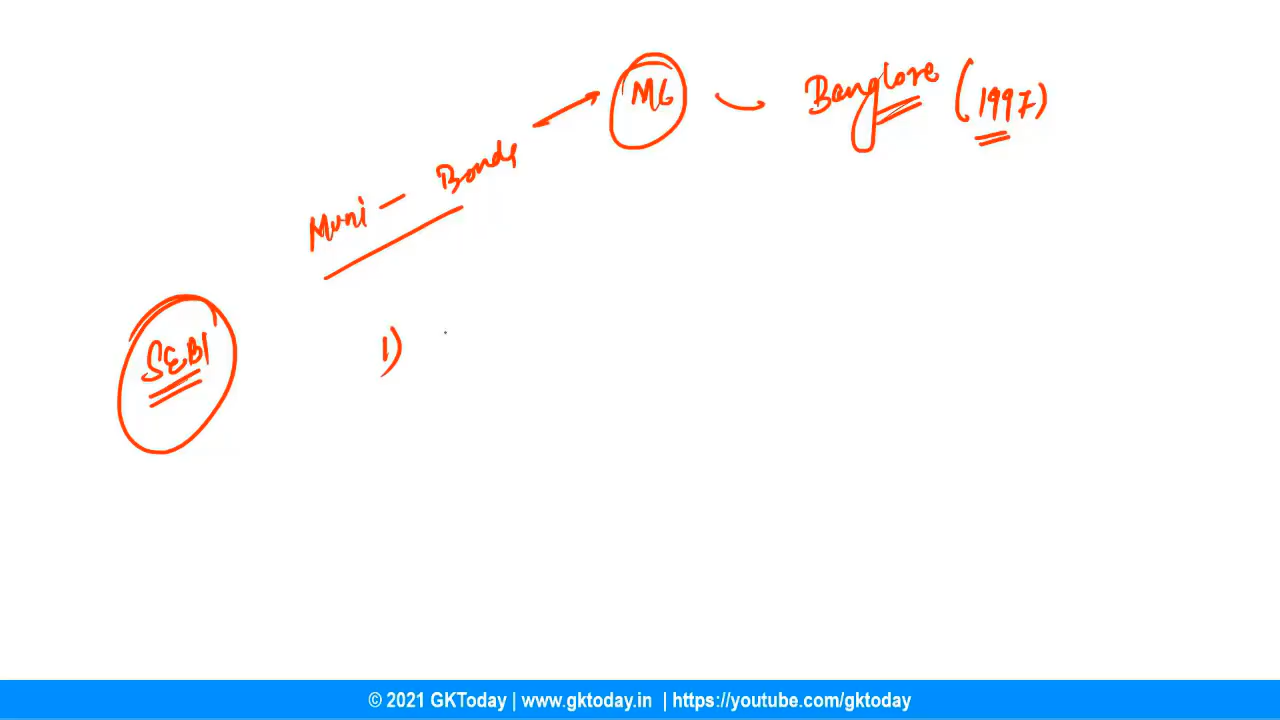 MC Banglore (1997)
Muni - Bonds
SEBI
1)
© 2021 GKToday | www.gktoday.in | https://youtube.com/gktoday